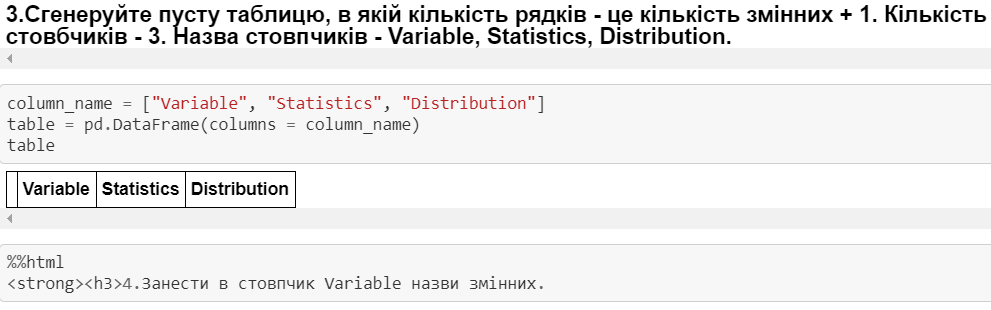 3.Сгенеруйте пусту таблицю, в якій кількість рядків - це кількість змінних + 1. Кількість
стовбчиків - 3. Назва стовпчиків - Variable, Statistics, Distribution.
column_name = ["Variable", "Statistics", "Distribution"]
table = pd.DataFrame(columns = column_name)
table
Variable Statistics Distribution
%%html
<strong><h3>4.Занести в стовпчик Variable назви змінних.